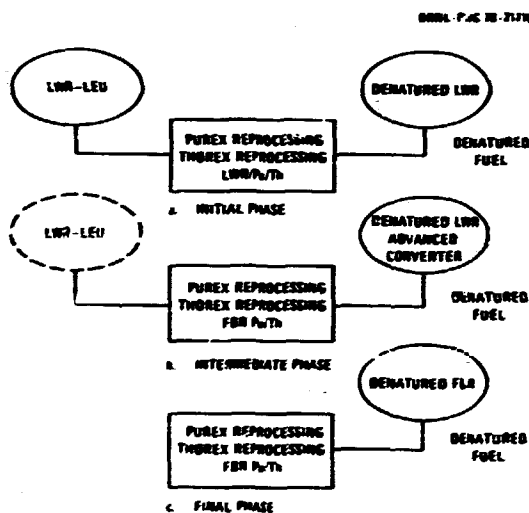 LWR-LEU
DENATURED LWR
PUREX REPROCESSING
THOREX REPROCESSING
LWR/Pu/Th
DENATURED
FUEL
a. INITIAL PHASE
LWR-LEU
DENATURED LWR
ADVANCED
CONVERTER
PUREX REPROCESSING
THOREX REPROCESSING
FBR Pu/Th
DENATURED
FUEL
b. INTERMEDIATE PHASE
DENATURED
PUREX REPROCESSING
THOREX REPROCESSING
FBR Pu/Th
DENATURED
FUEL
c. FINAL PHASE